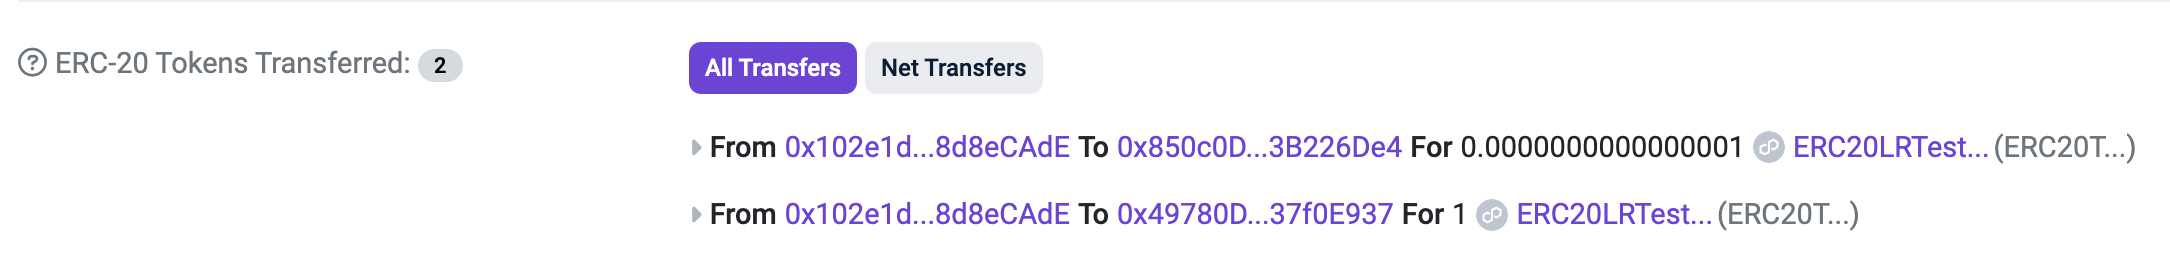 ERC-20 Tokens Transferred: 2
All Transfers Net Transfers
From 0x102e1d...8d8eCAdE To 0x850c0D...3B226De4 For 0.0000000000000001 ERC20LRTest... (ERC20T...)
From 0x102e1d...8d8eCAdE To 0x49780D...37f0E937 For 1 ERC20LRTest... (ERC20T...)